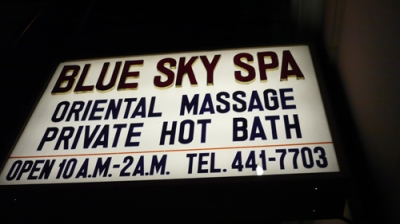 BLUE SKY SPA
ORIENTAL MASSAGE
PRIVATE HOT BATH
OPEN 10 A.M.-2 A.M. TEL. 441-7703